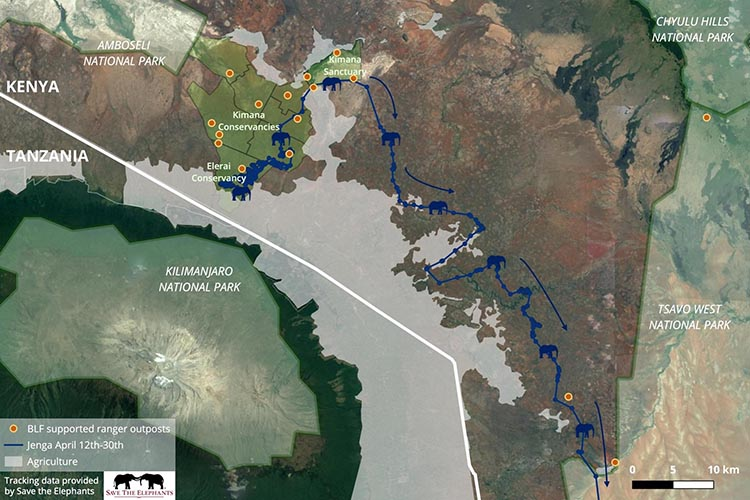 CHYULU HILLS
NATIONAL PARK
AMBOSELI
NATIONAL PARK
Kimana
Sanctuary
KENYA
Kimana
Conservancies
TANZANIA
Elerai
Conservancy
KILIMANJARO
NATIONAL PARK
TSAVO WEST
NATIONAL PARK
BLF supported ranger outposts
Jenga April 12th-30th
Agriculture
Tracking data provided
by Save the Elephants
SAVE THE ELEPHANTS
0 5 10 km